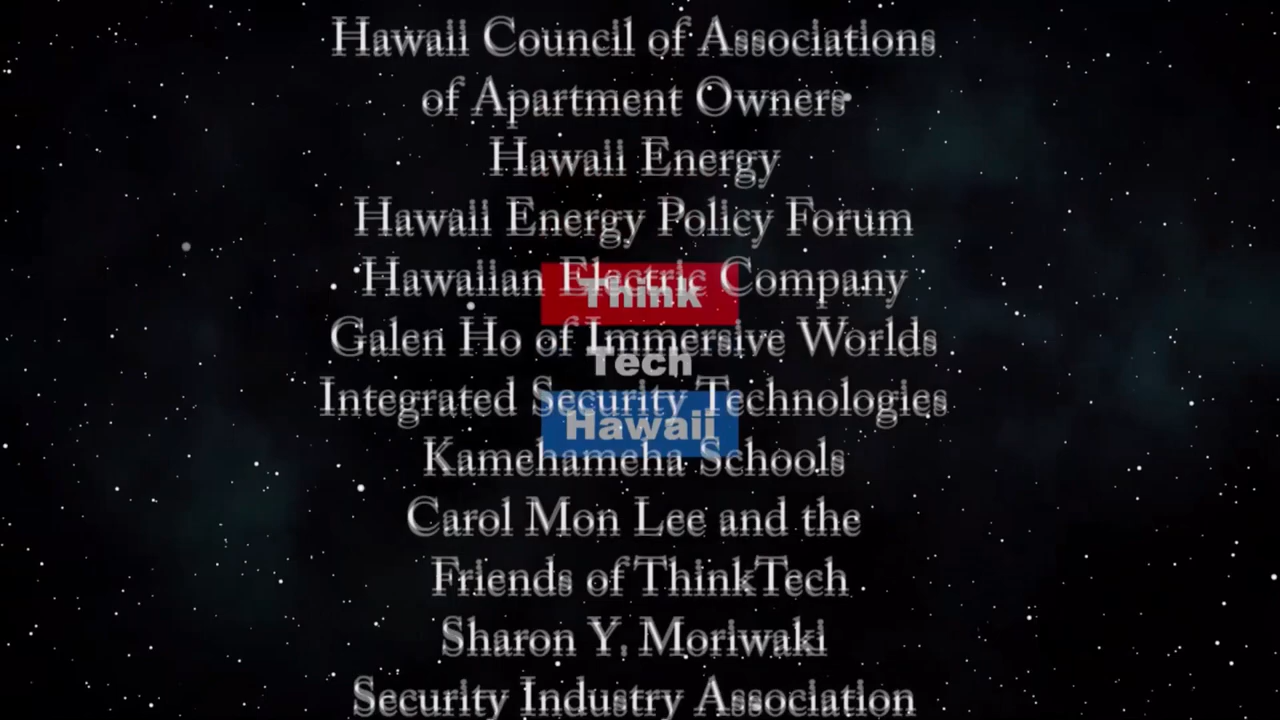 Hawaii Council of Associations
of Apartment Owners
Hawaii Energy
Hawaii Energy Policy Forum
Hawaiian Electric Company
Think
Galen Ho of Immersive Worlds
Tech
Integrated Security Technologies
Hawaii
Kamehameha Schools
Carol Mon Lee and the
Friends of ThinkTech
Sharon Y. Moriwaki
Security Industry Association